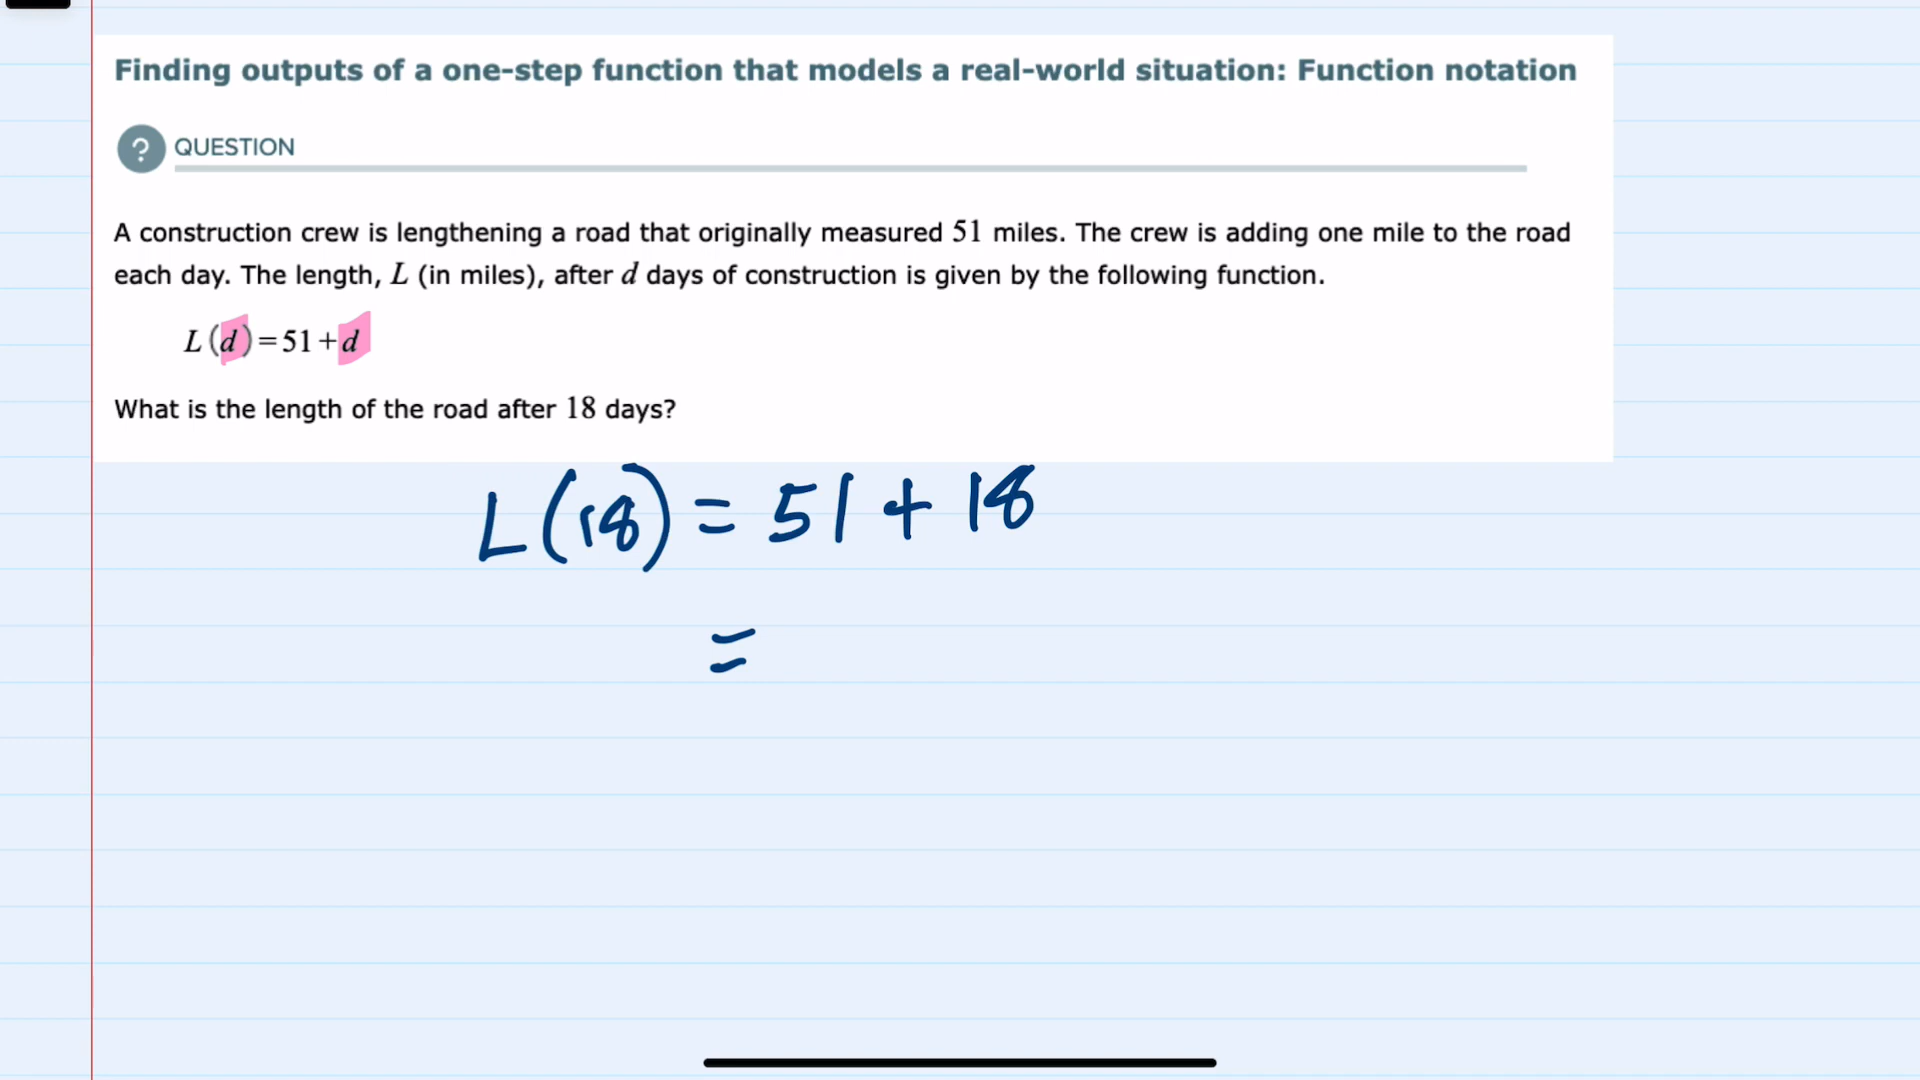 Finding outputs of a one-step function that models a real-world situation: Function notation
? QUESTION
A construction crew is lengthening a road that originally measured 51 miles. The crew is adding one mile to the road
each day. The length, L (in miles), after d days of construction is given by the following function.
L(d)=51+d
What is the length of the road after 18 days?
L(18) = 51 + 18
=